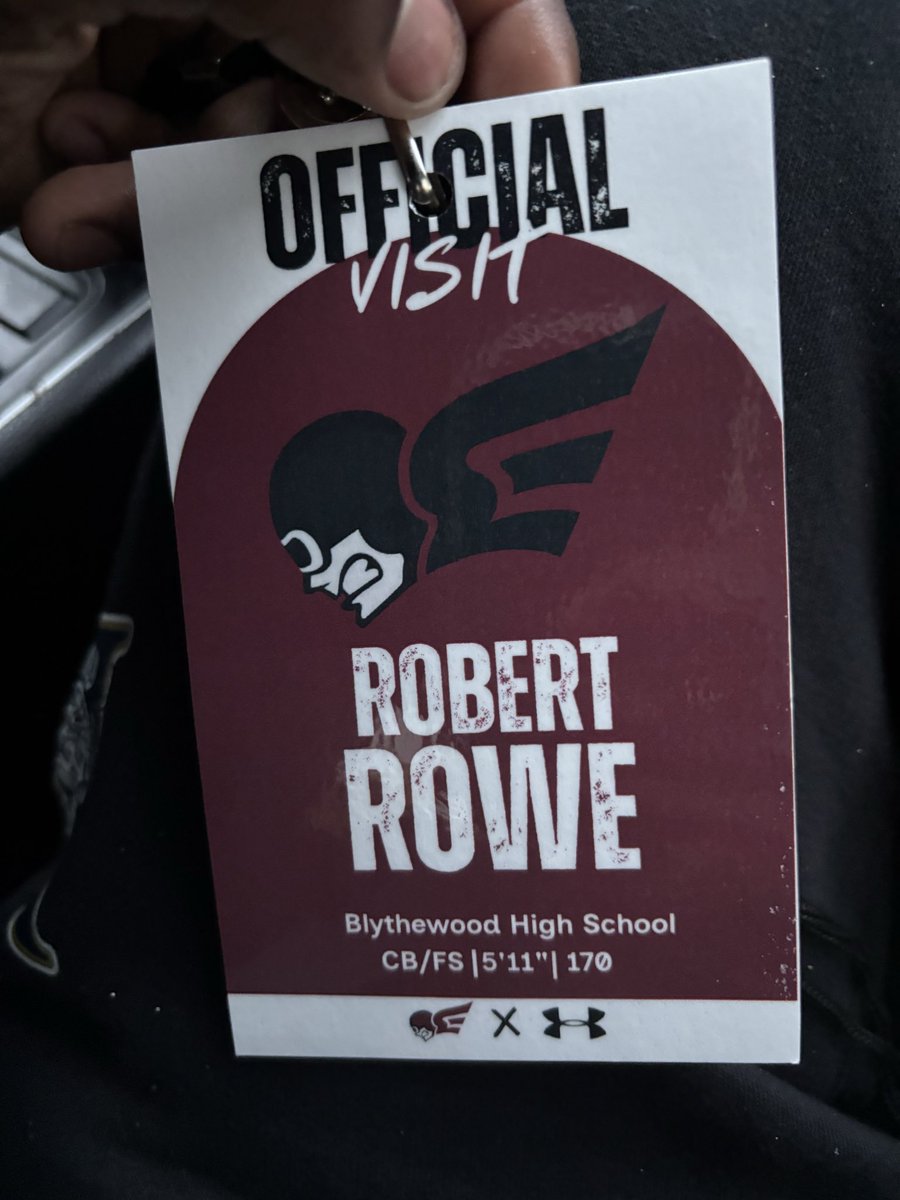 OFFICIAL
VISIT
ROBERT
ROWE
Blythewood High School
CB/FS |5'11"| 170
X